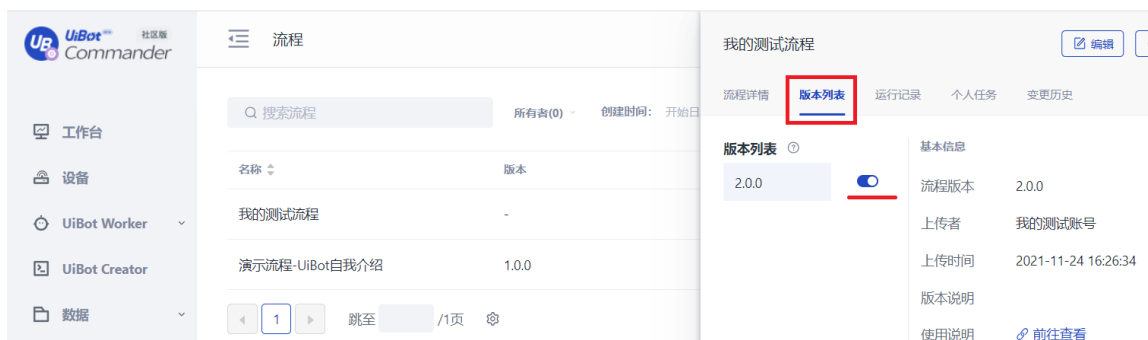 UiBot 社区版
Commander
流程
我的测试流程
编辑
流程详情 版本列表 运行记录 个人任务 变更历史
搜索流程 所有者(0) 创建时间： 开始日
工作台
设备
UiBot Worker
UiBot Creator
数据
名称 版本
我的测试流程 -
演示流程-UiBot自我介绍 1.0.0
1 跳至 /1页
版本列表
2.0.0
基本信息
流程版本 2.0.0
上传者 我的测试账号
上传时间 2021-11-24 16:26:34
版本说明
使用说明 前往查看